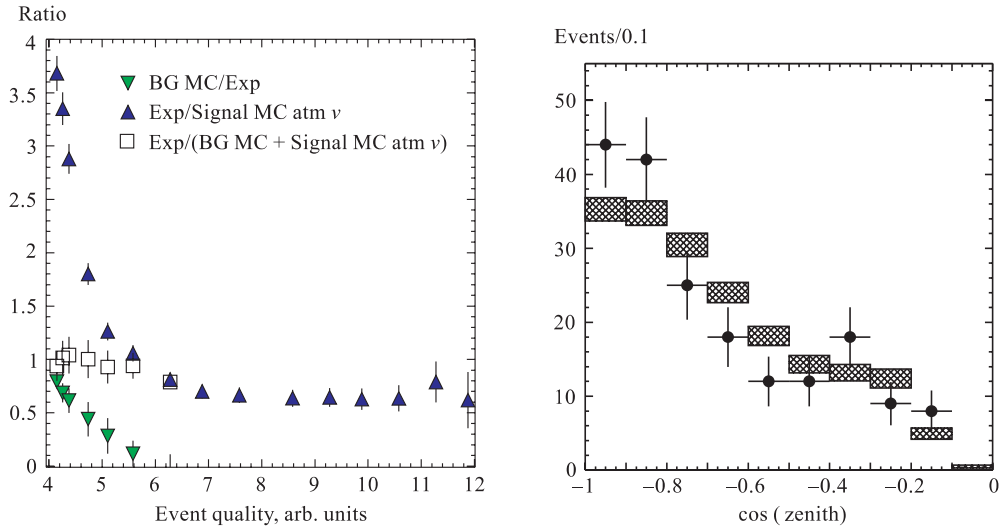 Ratio
4
3.5
3
2.5
2
1.5
1
0.5
0
4 5 6 7 8 9 10 11 12
Event quality, arb. units
BG MC/Exp
Exp/Signal MC atm ν
Exp/(BG MC + Signal MC atm ν)
Events/0.1
50
40
30
20
10
0
−1 −0.8 −0.6 −0.4 −0.2 0
cos ( zenith)